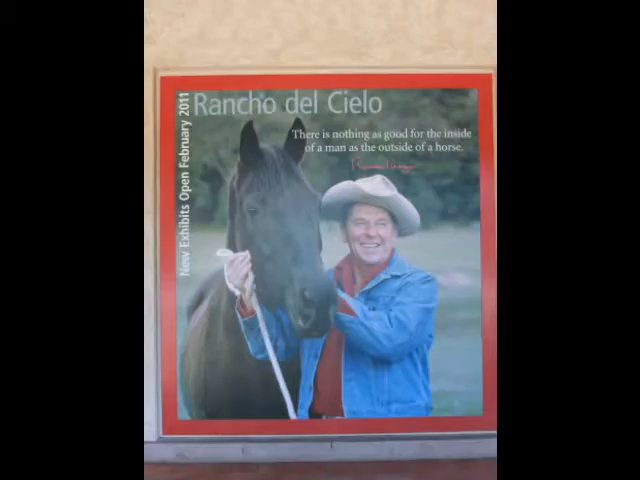 Rancho del Cielo
There is nothing as good for the inside
of a man as the outside of a horse.
New Exhibits Open February 2011